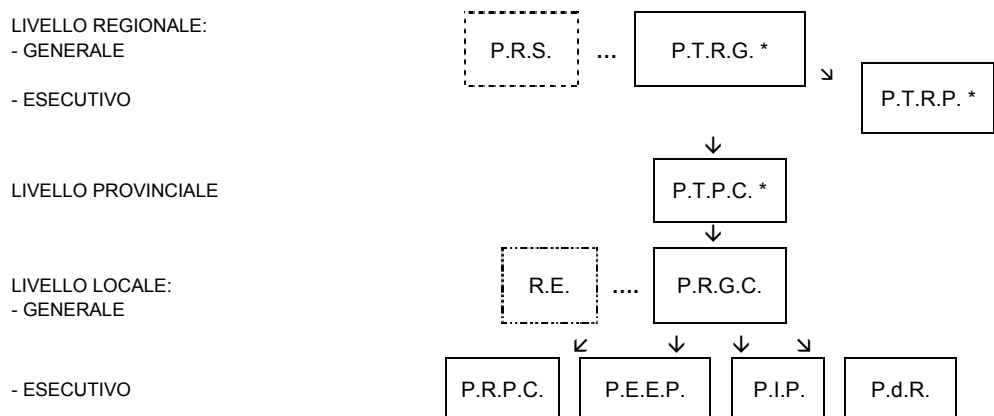 LIVELLO REGIONALE:
- GENERALE
P.R.S. ... P.T.R.G. *
- ESECUTIVO
P.T.R.P. *
LIVELLO PROVINCIALE
P.T.P.C. *
LIVELLO LOCALE:
- GENERALE
R.E. .... P.R.G.C.
- ESECUTIVO
P.R.P.C. P.E.E.P. P.I.P. P.d.R.